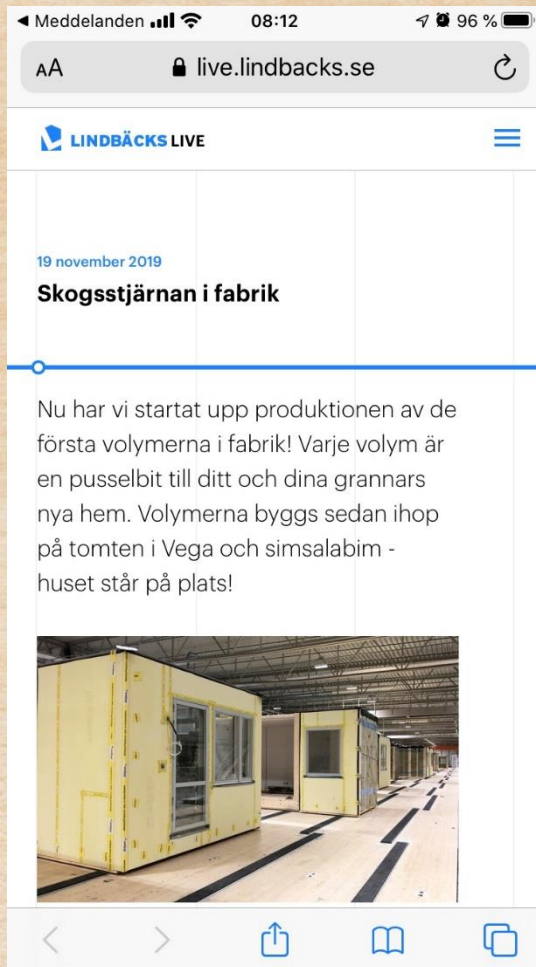 Meddelanden 08:12 96 %
AA live.lindbacks.se
LINDBÄCKS LIVE
19 november 2019
Skogsstjärnan i fabrik
Nu har vi startat upp produktionen av de
första volymerna i fabrik! Varje volym är
en pusselbit till ditt och dina grannars
nya hem. Volymerna byggs sedan ihop
på tomten i Vega och simsalabim -
huset står på plats!